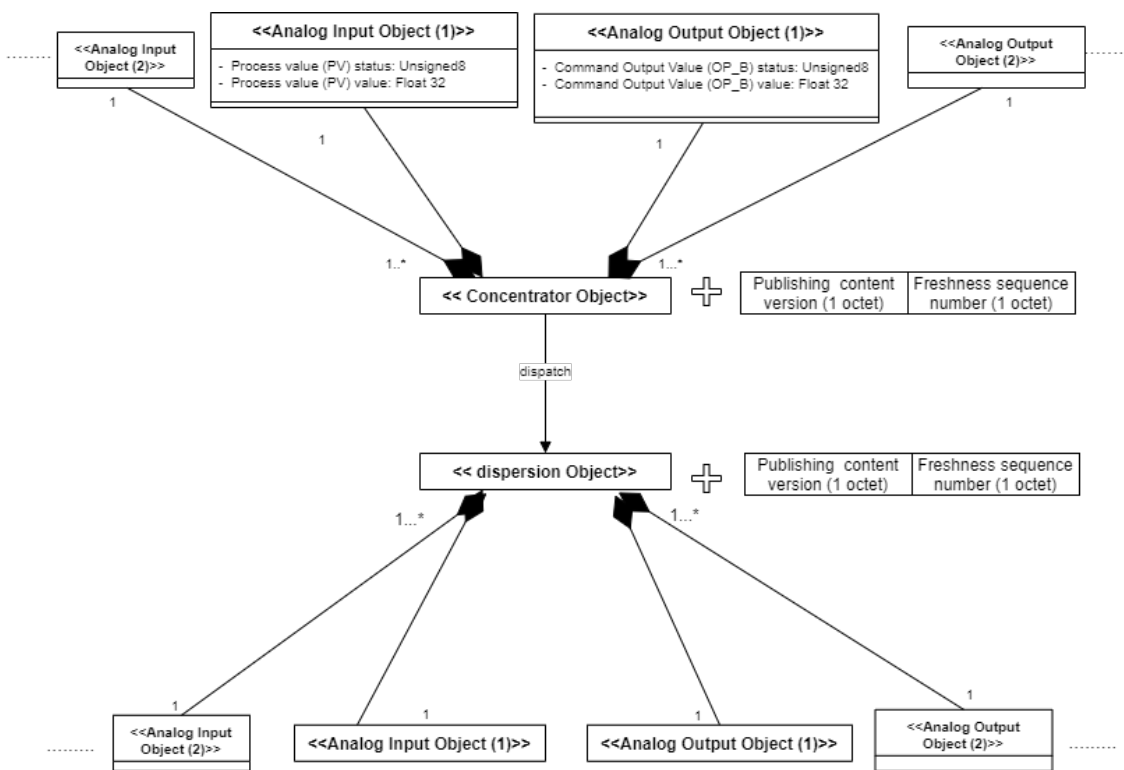 <<Analog Input
Object (2)>>
<<Analog Input Object (1)>>
- Process value (PV) status: Unsigned8
- Process value (PV) value: Float 32
<<Analog Output Object (1)>>
- Command Output Value (OP_B) status: Unsigned8
- Command Output Value (OP_B) value: Float 32
<<Analog Output
Object (2)>>
1
1
1
1
1..*
1...*
<< Concentrator Object>>
Publishing content
version (1 octet)
Freshness sequence
number (1 octet)
dispatch
<< dispersion Object>>
Publishing content
version (1 octet)
Freshness sequence
number (1 octet)
1...*
1...*
1
1
1
1
<<Analog Input
Object (2)>>
<<Analog Input Object (1)>>
<<Analog Output Object (1)>>
<<Analog Output
Object (2)>>